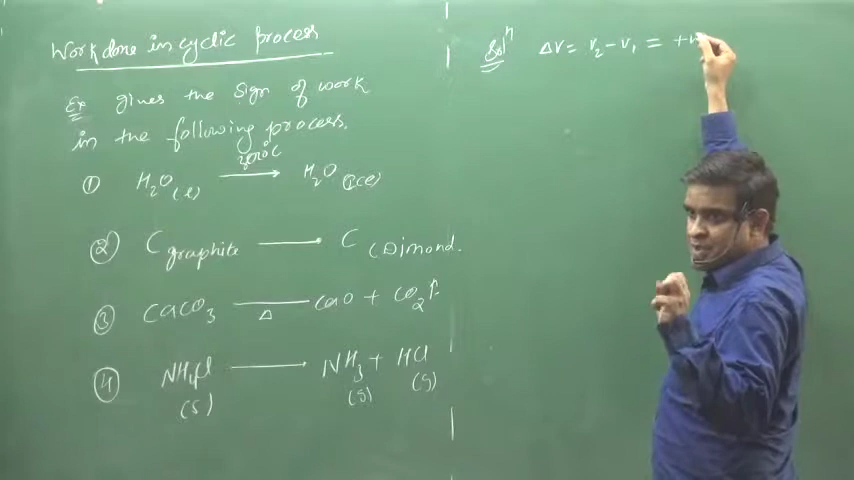 Work done in cyclic process
Ex gives the sign of work
in the following process.
① H₂O (l) ⟶ H₂O (ice)
② C graphite ⟶ C (Dimond.
③ CaCO₃ ⟶ CaO + CO₂↑
Δ
④ NH₄Cl ⟶ NH₃ + HCl
(s) (g) (g)
Solⁿ ΔV = V₂ - V₁ = +v